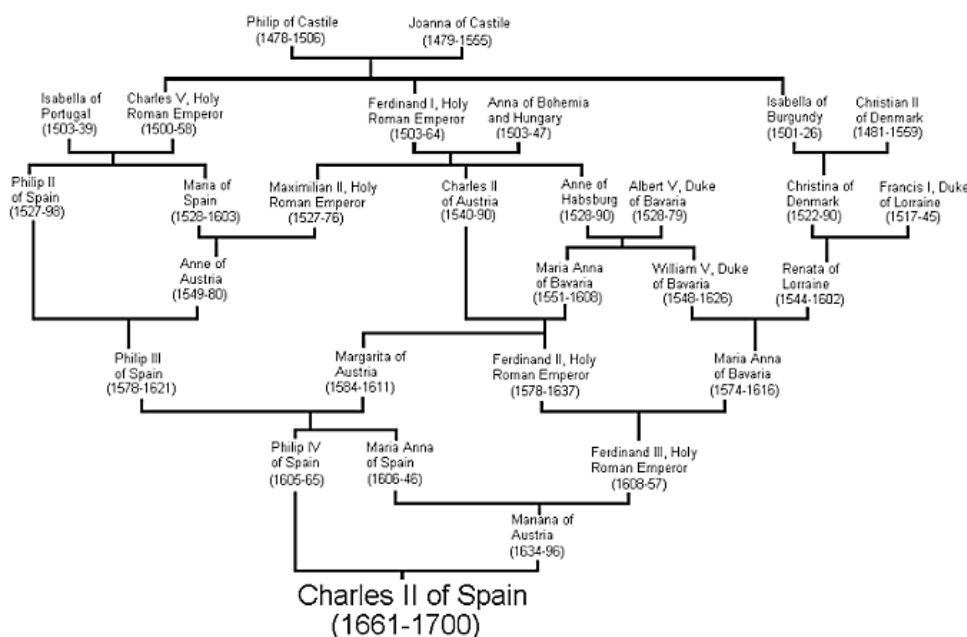 Philip of Castile
(1478-1506)
Joanna of Castile
(1479-1555)
Isabella of
Portugal
(1503-39)
Charles V, Holy
Roman Emperor
(1500-58)
Ferdinand I, Holy
Roman Emperor
(1503-64)
Anna of Bohemia
and Hungary
(1503-47)
Isabella of
Burgundy
(1501-26)
Christian II
of Denmark
(1481-1559)
Philip II
of Spain
(1527-98)
Maria of
Spain
(1528-1603)
Maximilian II, Holy
Roman Emperor
(1527-76)
Charles II
of Austria
(1540-90)
Anne of
Habsburg
(1528-90)
Albert V, Duke
of Bavaria
(1528-79)
Christina of
Denmark
(1522-90)
Francis I, Duke
of Lorraine
(1517-45)
Anne of
Austria
(1549-80)
Maria Anna
of Bavaria
(1551-1608)
William V, Duke
of Bavaria
(1548-1626)
Renata of
Lorraine
(1544-1602)
Philip III
of Spain
(1578-1621)
Margarita of
Austria
(1584-1611)
Ferdinand II, Holy
Roman Emperor
(1578-1637)
Maria Anna
of Bavaria
(1574-1616)
Philip IV
of Spain
(1605-65)
Maria Anna
of Spain
(1606-46)
Ferdinand III, Holy
Roman Emperor
(1608-57)
Mariana of
Austria
(1634-96)
Charles II of Spain
(1661-1700)